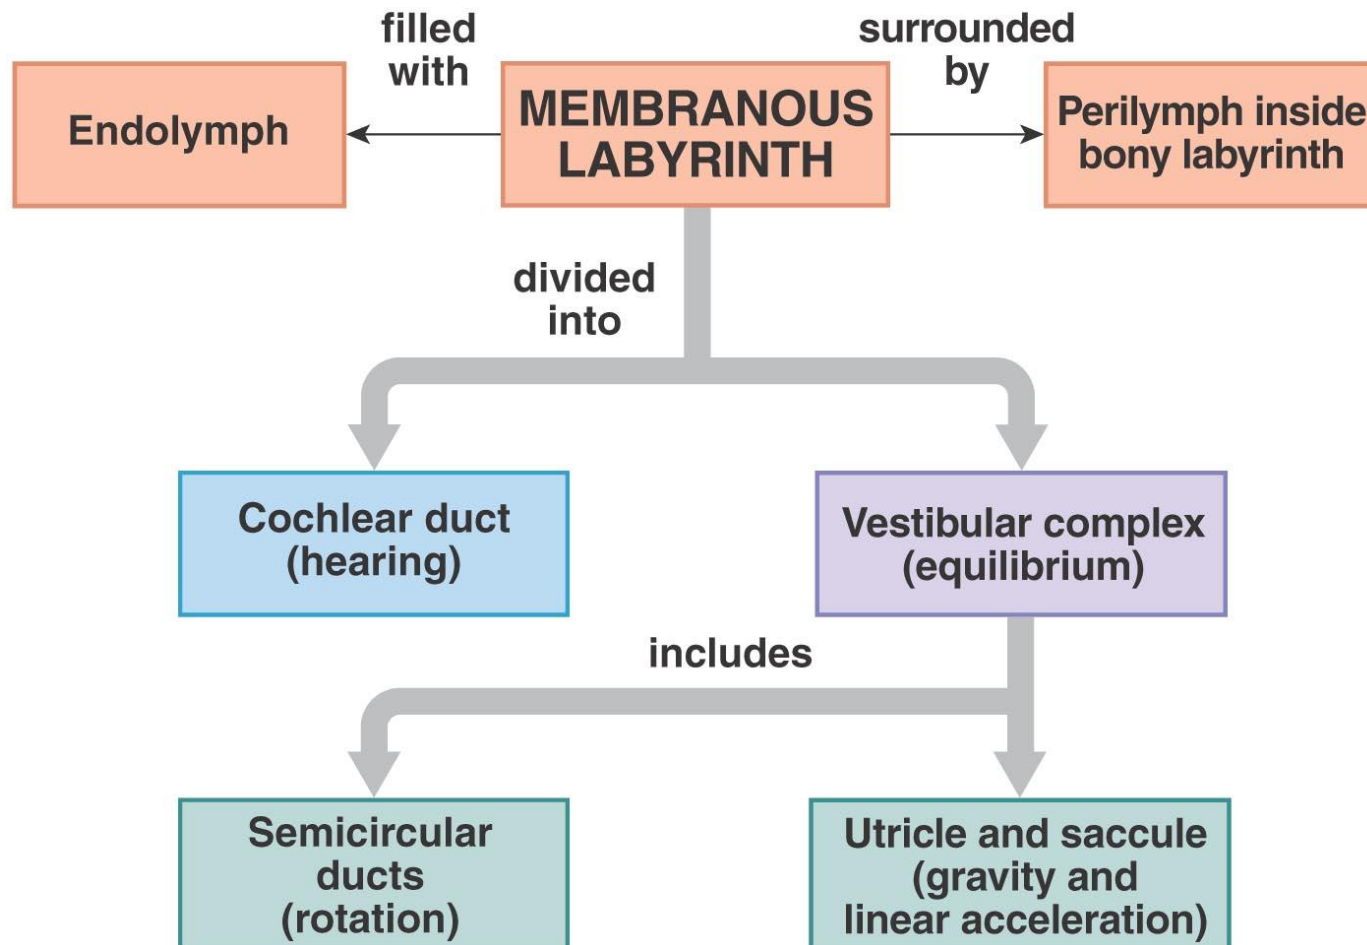 filled
with
surrounded
by
Endolymph
MEMBRANOUS
LABYRINTH
Perilymph inside
bony labyrinth
divided
into
Cochlear duct
(hearing)
Vestibular complex
(equilibrium)
includes
Semicircular
ducts
(rotation)
Utricle and saccule
(gravity and
linear acceleration)